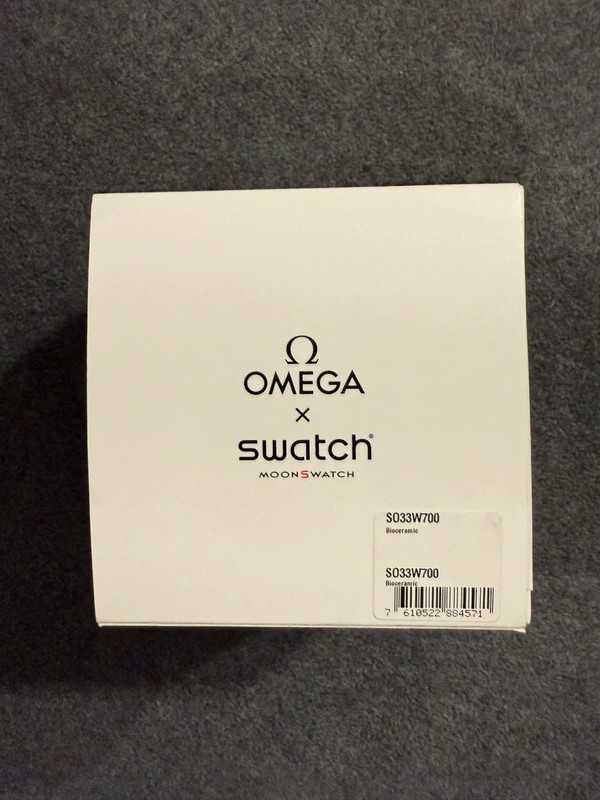 Ω
OMEGA
×
swatch®
MOONSWATCH
SO33W700
Bioceramic
SO33W700
Bioceramic
7 610522 884571